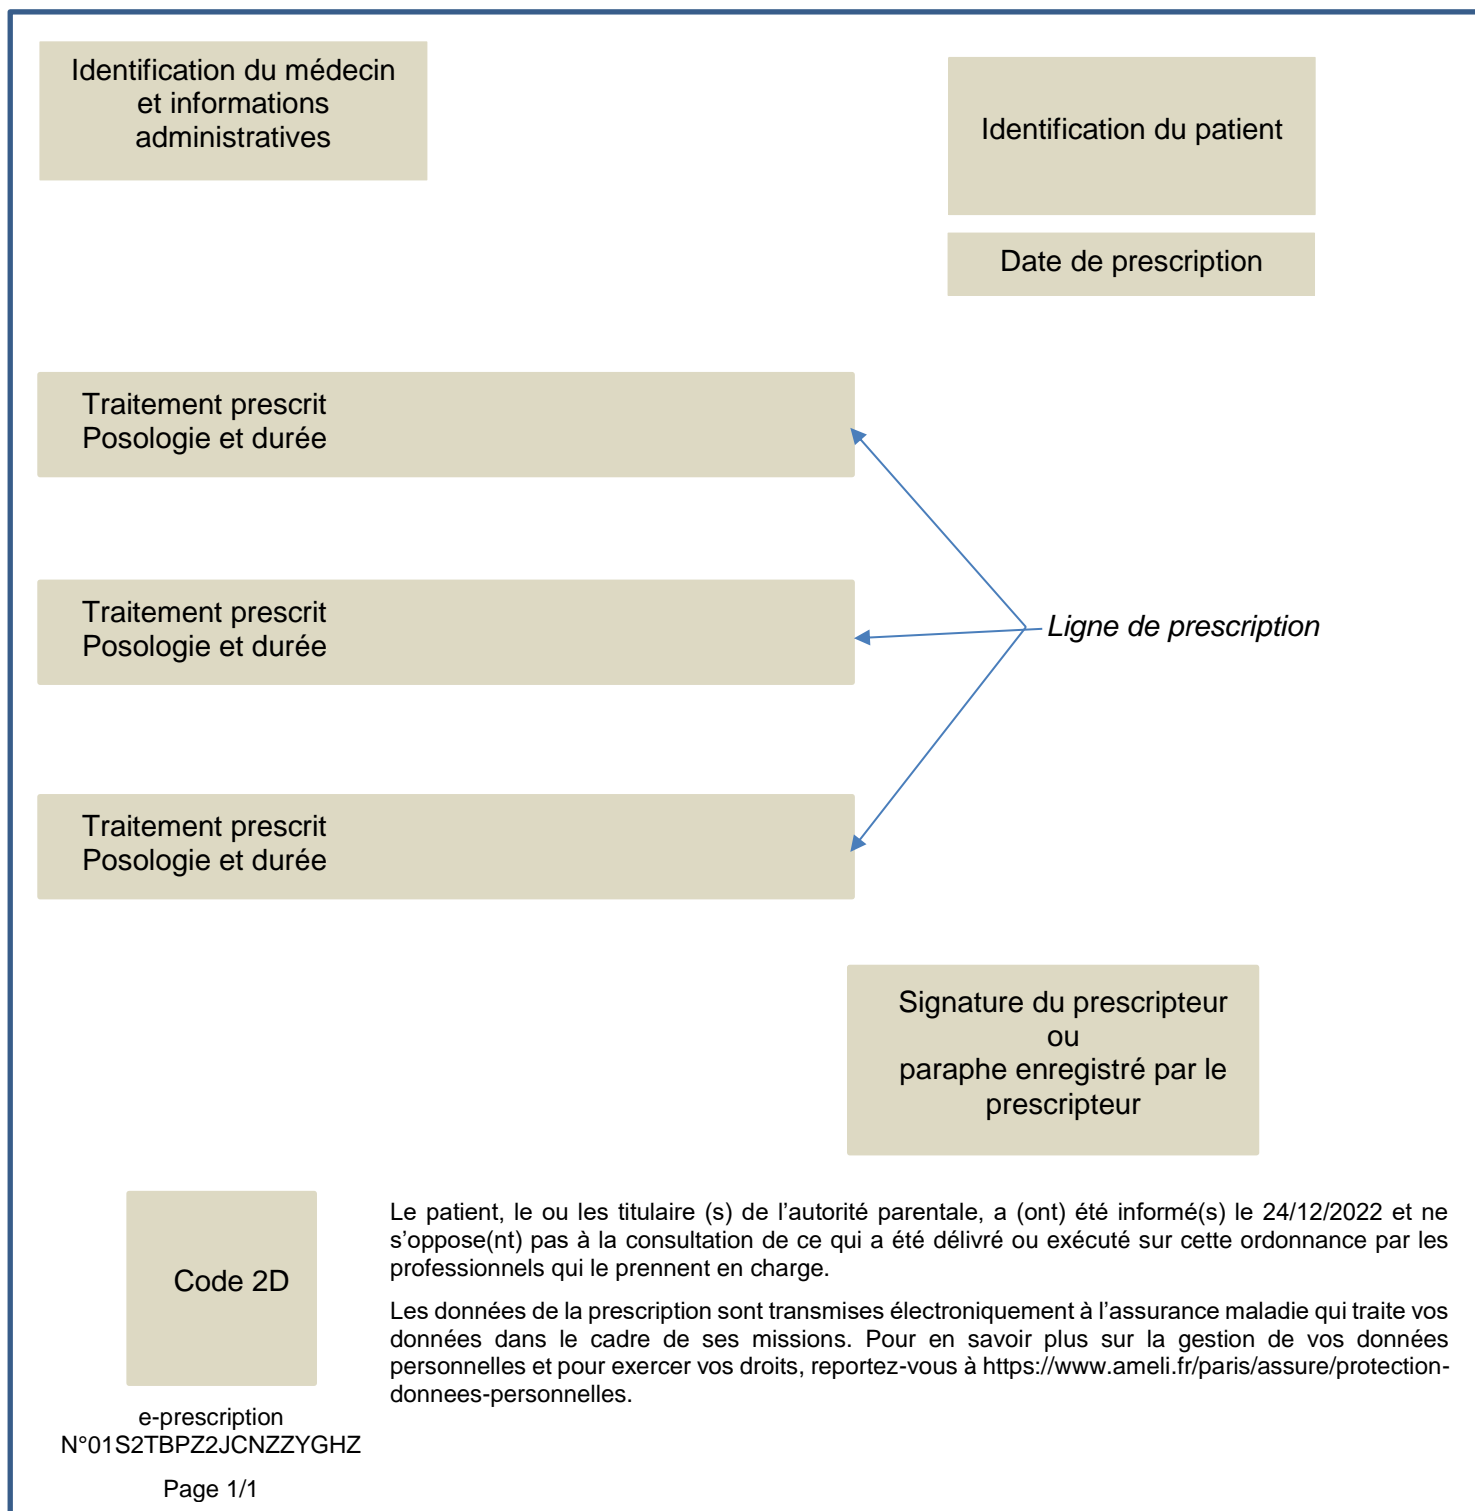 Identification du médecin
et informations
administratives
Identification du patient
Date de prescription
Traitement prescrit
Posologie et durée
Traitement prescrit
Posologie et durée
Ligne de prescription
Traitement prescrit
Posologie et durée
Signature du prescripteur
ou
paraphe enregistré par le
prescripteur
Code 2D
e-prescription
N°01S2TBPZ2JCNZZYGHZ
Page 1/1
Le patient, le ou les titulaire (s) de l’autorité parentale, a (ont) été informé(s) le 24/12/2022 et ne
s’oppose(nt) pas à la consultation de ce qui a été délivré ou exécuté sur cette ordonnance par les
professionnels qui le prennent en charge.
Les données de la prescription sont transmises électroniquement à l’assurance maladie qui traite vos
données dans le cadre de ses missions. Pour en savoir plus sur la gestion de vos données
personnelles et pour exercer vos droits, reportez-vous à https://www.ameli.fr/paris/assure/protection-
donnees-personnelles.